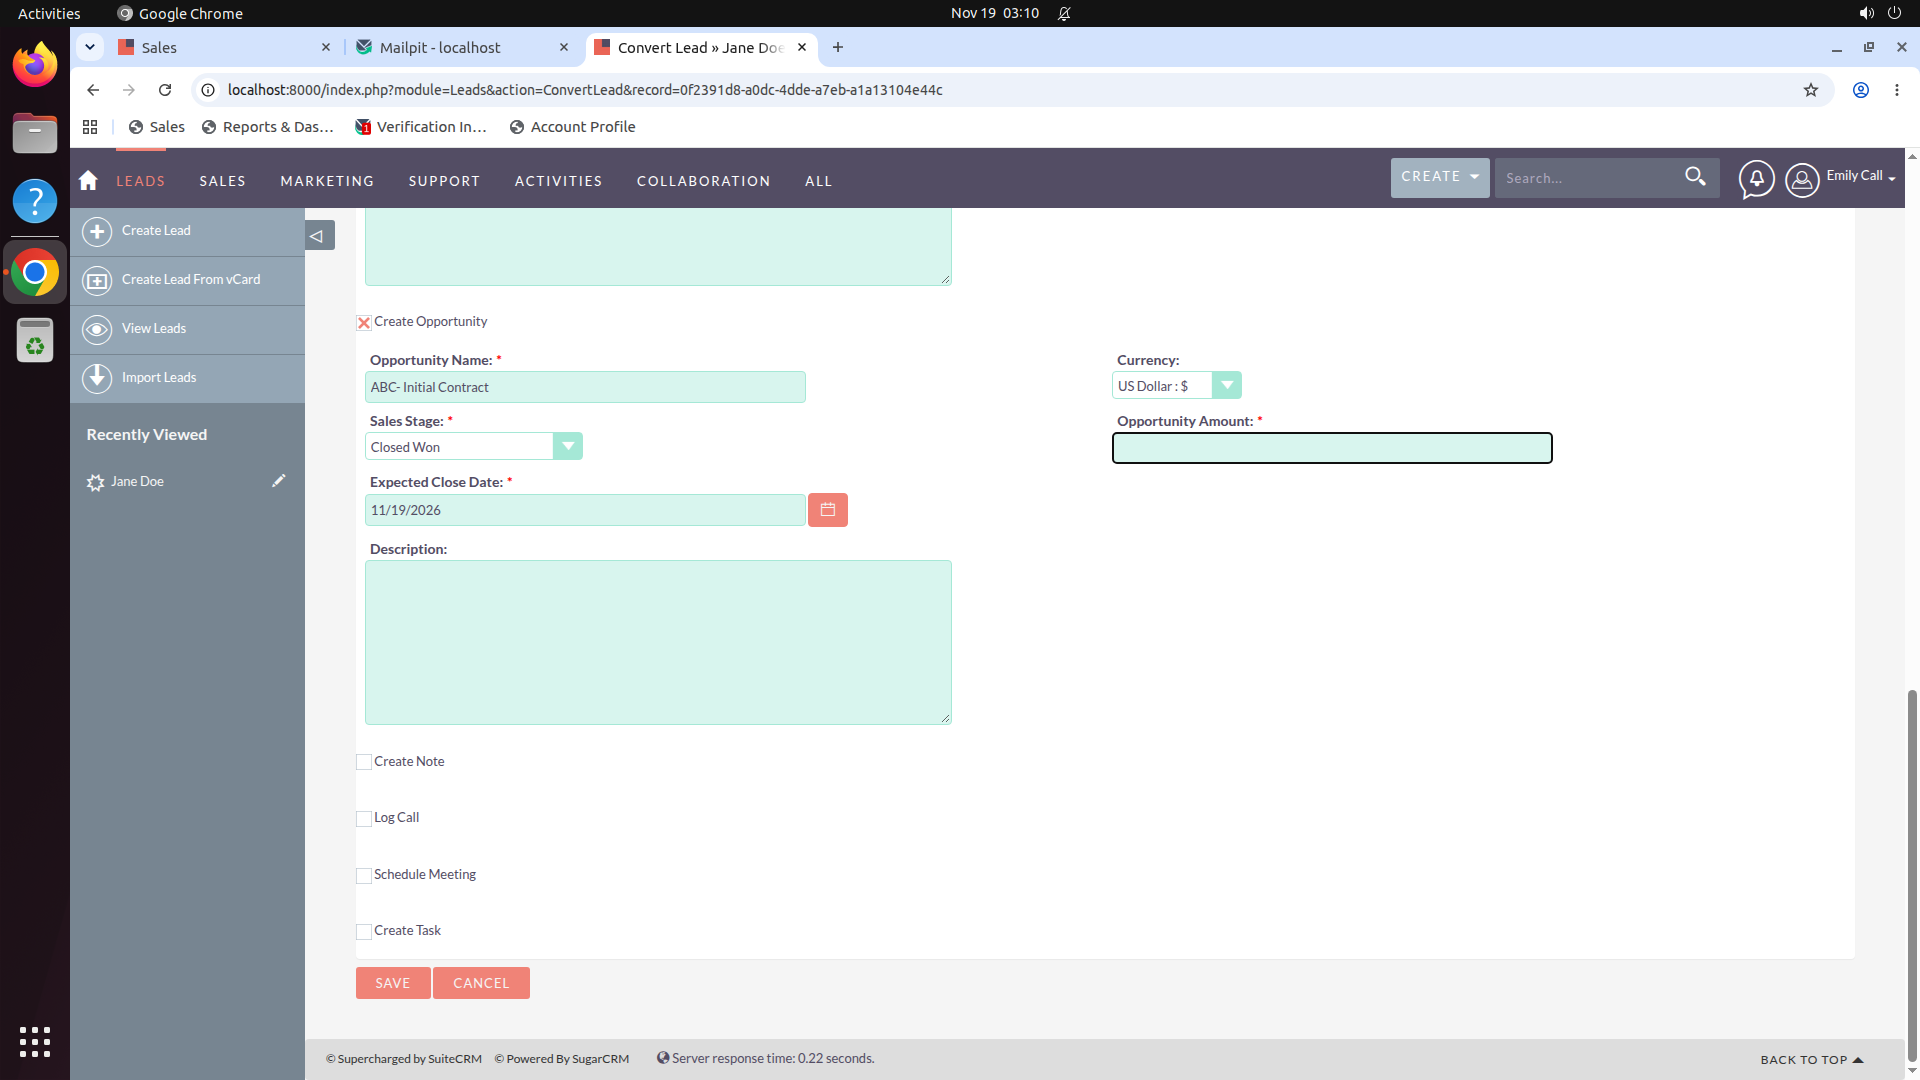 Activities
Google Chrome
Nov 19 03:10
Sales
Mailpit - localhost
Convert Lead » Jane Doe
localhost:8000/index.php?module=Leads&action=ConvertLead&record=0f2391d8-a0dc-4dde-a7eb-a1a13104e44c
Sales
Reports & Das...
1
Verification In...
Account Profile
LEADS
SALES
MARKETING
SUPPORT
ACTIVITIES
COLLABORATION
ALL
CREATE
Search...
Emily Call
Create Lead
Create Lead From vCard
View Leads
Import Leads
Recently Viewed
Jane Doe
Create Opportunity
Opportunity Name: *
ABC- Initial Contract
Currency:
US Dollar : $
Sales Stage: *
Closed Won
Opportunity Amount: *
Expected Close Date: *
11/19/2026
Description:
Create Note
Log Call
Schedule Meeting
Create Task
SAVE
CANCEL
© Supercharged by SuiteCRM
© Powered By SugarCRM
Server response time: 0.22 seconds.
BACK TO TOP